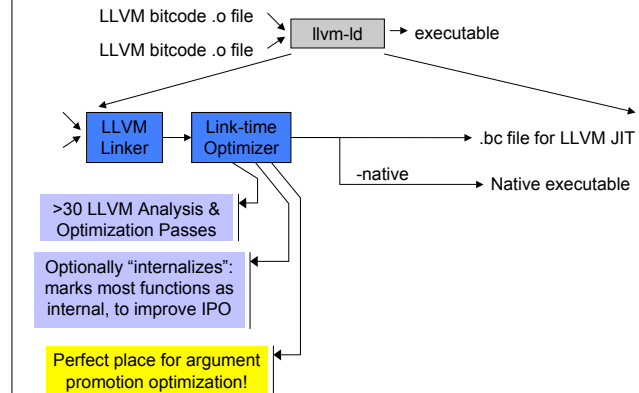 LLVM bitcode .o file
LLVM bitcode .o file
llvm-ld
executable
LLVM
Linker
Link-time
Optimizer
.bc file for LLVM JIT
-native
Native executable
>30 LLVM Analysis &
Optimization Passes
Optionally “internalizes”:
marks most functions as
internal, to improve IPO
Perfect place for argument
promotion optimization!